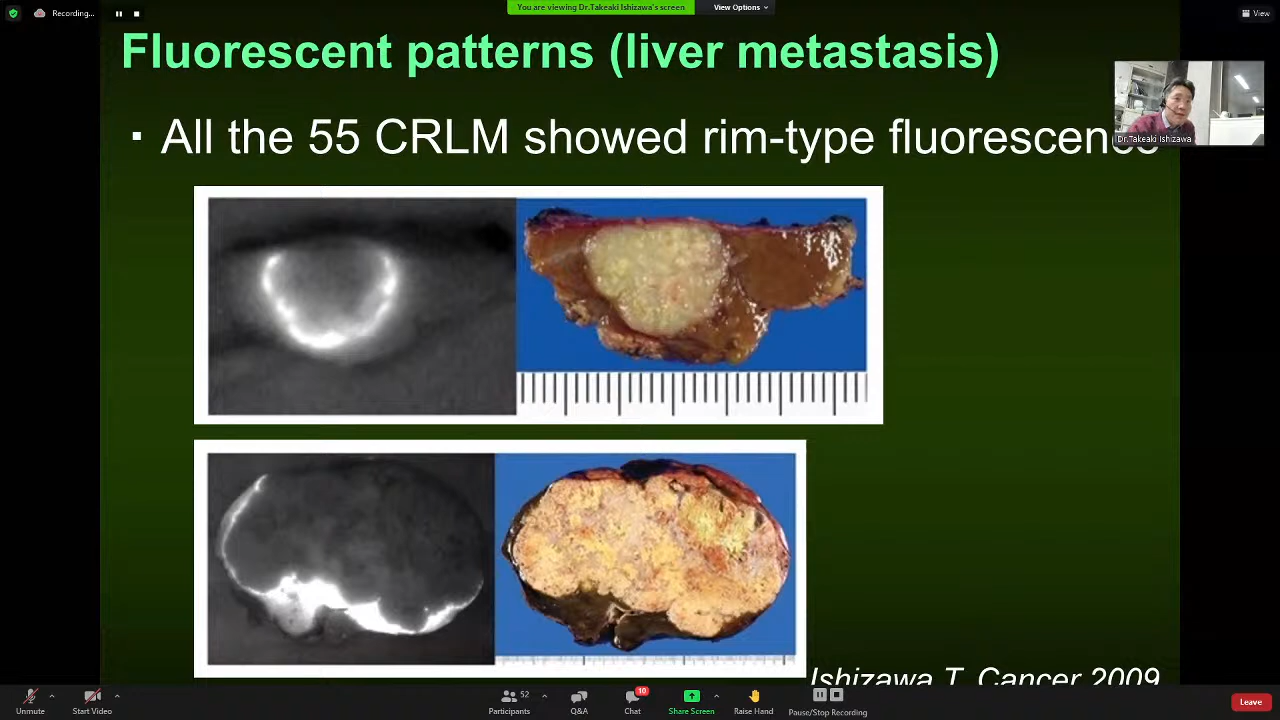 Recording...
You are viewing Dr.Takeaki Ishizawa's screen
View Options
View
Fluorescent patterns (liver metastasis)
▪ All the 55 CRLM showed rim-type fluorescence
Dr.Takeaki Ishizawa
Ishizawa T, Cancer 2009
Unmute
Start Video
52
Participants
Q&A
10
Chat
Share Screen
Raise Hand
Pause/Stop Recording
Leave